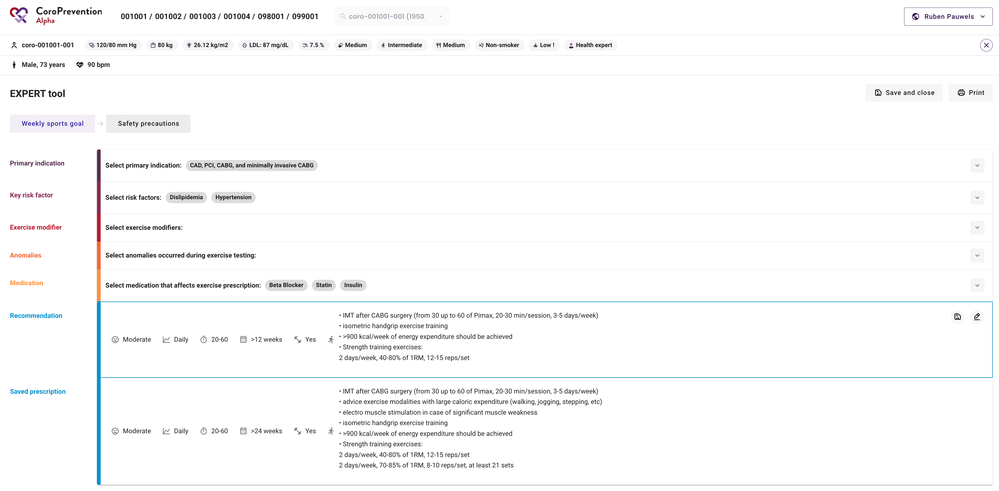 CoroPrevention
Alpha
001001 / 001002 / 001003 / 001004 / 098001 / 099001
coro-001001-001 (1950)
Ruben Pauwels
coro-001001-001
120/80 mm Hg
80 kg
26.12 kg/m2
LDL: 87 mg/dL
7.5 %
Medium
Intermediate
Medium
Non-smoker
Low !
Health expert
Male, 73 years
90 bpm
EXPERT tool
Save and close
Print
Weekly sports goal
Safety precautions
Primary indication
Select primary indication: CAD, PCI, CABG, and minimally invasive CABG
Key risk factor
Select risk factors: Dislipidemia Hypertension
Exercise modifier
Select exercise modifiers:
Anomalies
Select anomalies occurred during exercise testing:
Medication
Select medication that affects exercise prescription: Beta Blocker Statin Insulin
Recommendation
Moderate
Daily
20-60
>12 weeks
Yes
• IMT after CABG surgery (from 30 up to 60 of Pimax, 20-30 min/session, 3-5 days/week)
• isometric handgrip exercise training
• >900 kcal/week of energy expenditure should be achieved
• Strength training exercises:
2 days/week, 40-80% of 1RM, 12-15 reps/set
Saved prescription
Moderate
Daily
20-60
>24 weeks
Yes
• IMT after CABG surgery (from 30 up to 60 of Pimax, 20-30 min/session, 3-5 days/week)
• advice exercise modalities with large caloric expenditure (walking, jogging, stepping, etc)
• electro muscle stimulation in case of significant muscle weakness
• isometric handgrip exercise training
• >900 kcal/week of energy expenditure should be achieved
• Strength training exercises:
2 days/week, 40-80% of 1RM, 12-15 reps/set
2 days/week, 70-85% of 1RM, 8-10 reps/set, at least 21 sets